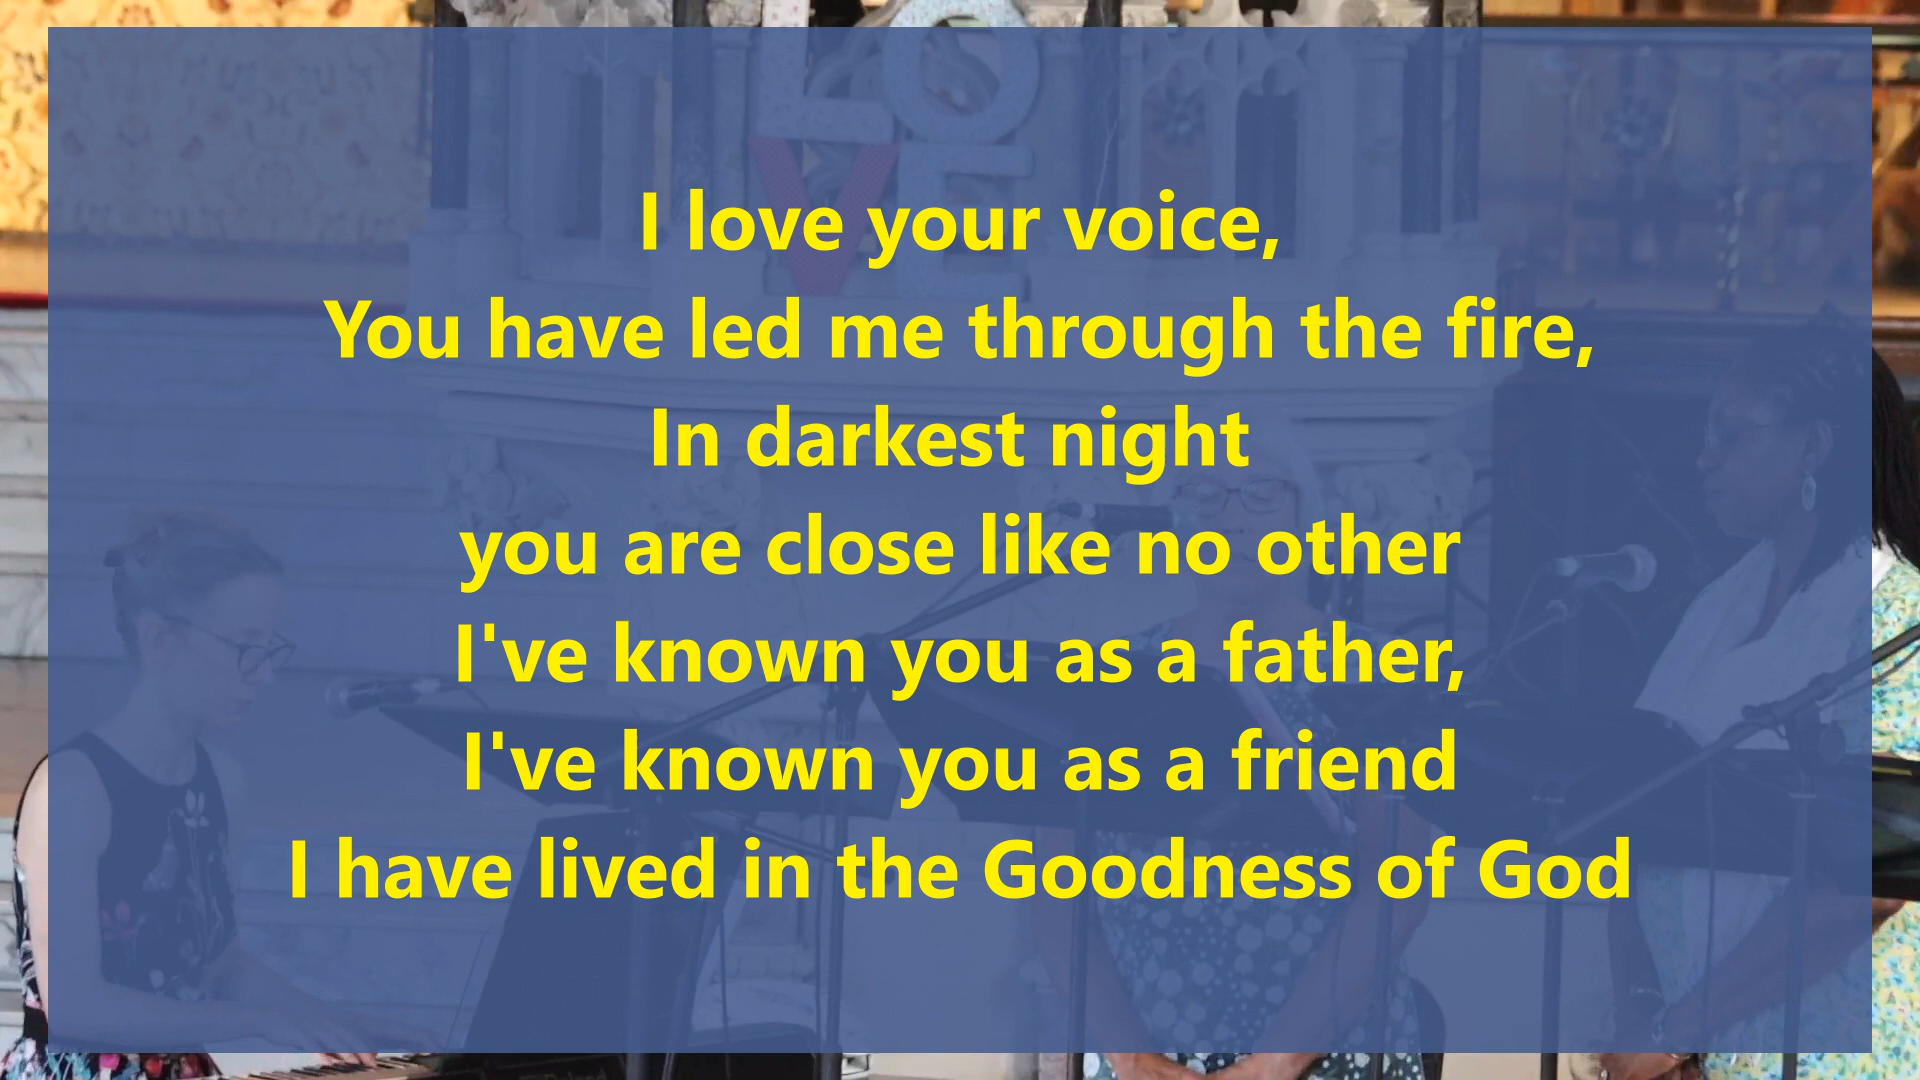 LOVE
I love your voice,
You have led me through the fire,
In darkest night
you are close like no other
I've known you as a father,
I've known you as a friend
I have lived in the Goodness of God